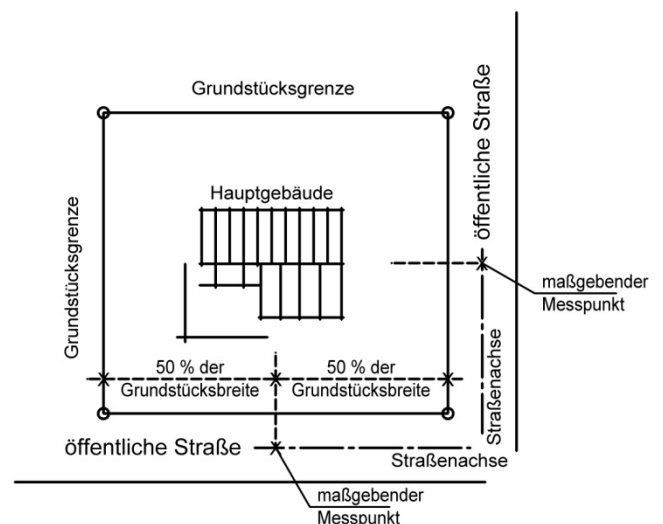 Grundstücksgrenze
öffentliche Straße
Hauptgebäude
Grundstücksgrenze
maßgebender
Messpunkt
50 % der
Grundstücksbreite
50 % der
Grundstücksbreite
Straßenachse
öffentliche Straße
Straßenachse
maßgebender
Messpunkt